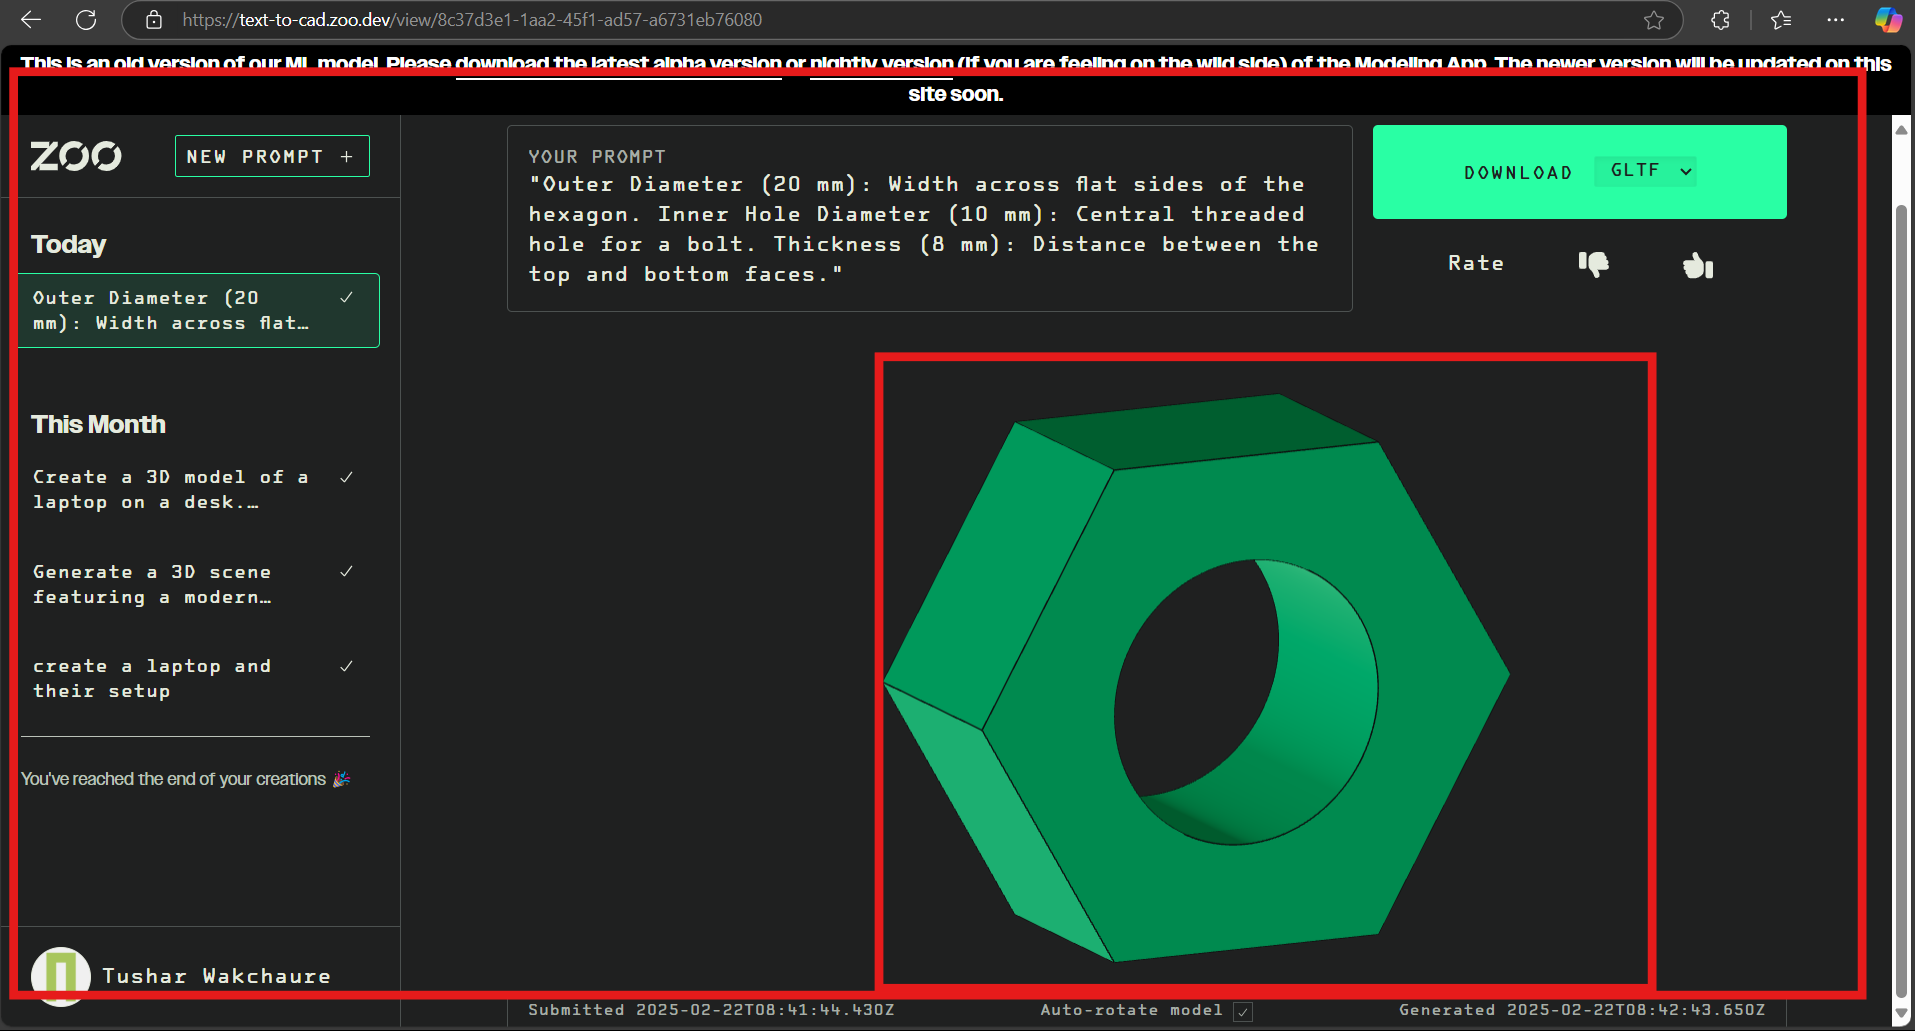 https://text-to-cad.zoo.dev/view/8c37d3e1-1aa2-45f1-ad57-a6731eb76080
This is an old version of our ML model. Please download the latest alpha version or nightly version (if you are feeling on the wild side) of the Modeling App. The newer version will be updated on this
site soon.
ZOO
NEW PROMPT +
Today
Outer Diameter (20
mm): Width across flat…
This Month
Create a 3D model of a
laptop on a desk.…
Generate a 3D scene
featuring a modern…
create a laptop and
their setup
You've reached the end of your creations 🎉
Tushar Wakchaure
YOUR PROMPT
"Outer Diameter (20 mm): Width across flat sides of the
hexagon. Inner Hole Diameter (10 mm): Central threaded
hole for a bolt. Thickness (8 mm): Distance between the
top and bottom faces."
DOWNLOAD GLTF
Rate
Submitted 2025-02-22T08:41:44.430Z
Auto-rotate model
Generated 2025-02-22T08:42:43.650Z